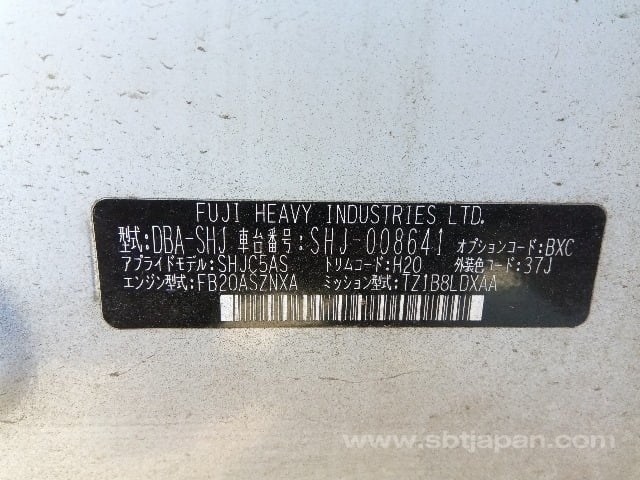 FUJI HEAVY INDUSTRIES LTD.
型式:DBA-SHJ 車台番号:SHJ-008641 オプションコード:BXC
アプライドモデル:SHJC5AS トリムコード:H20 外装色コード:37J
エンジン型式:FB20ASZNXA ミッション型式:TZ1B8LDXAA
www.sbtjapan.com